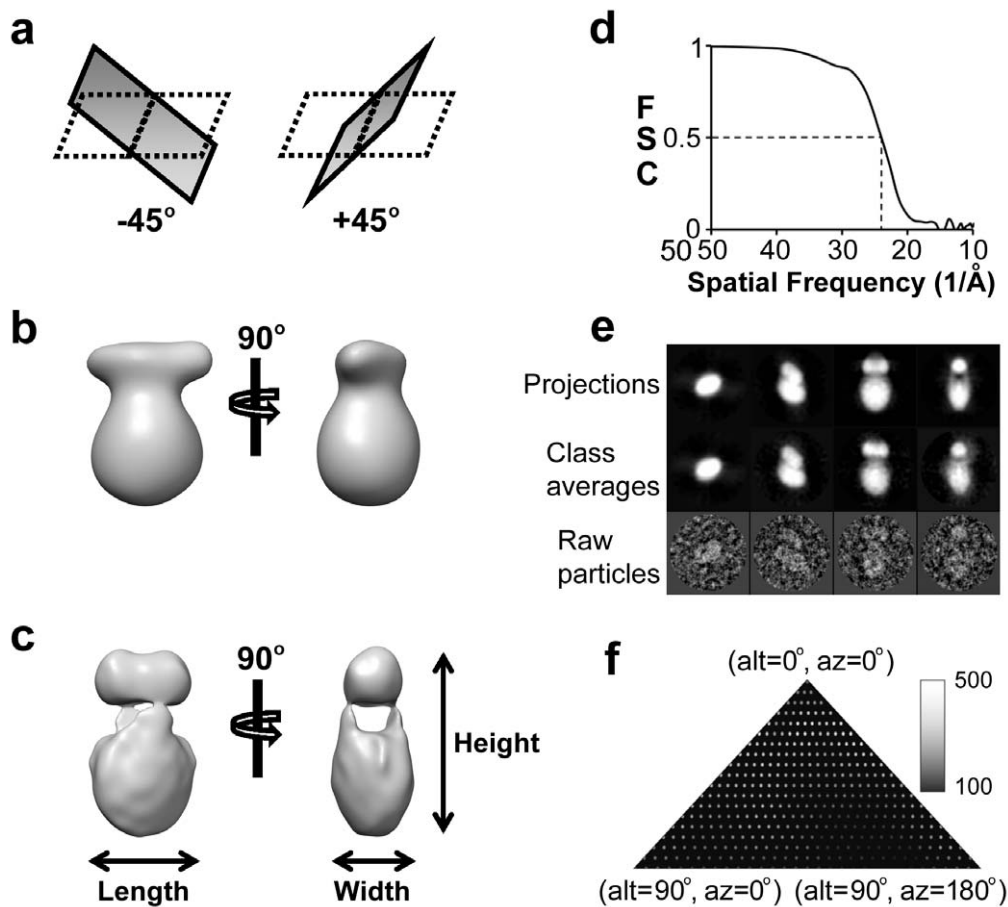 a
-45°
+45°
b
90°
c
90°
Height
Length
Width
d
1
F
S
C
0.5
0
50
50
40
30
20
10
Spatial Frequency (1/Å)
e
Projections
Class
averages
Raw
particles
f
(alt=0°, az=0°)
500
100
(alt=90°, az=0°)
(alt=90°, az=180°)